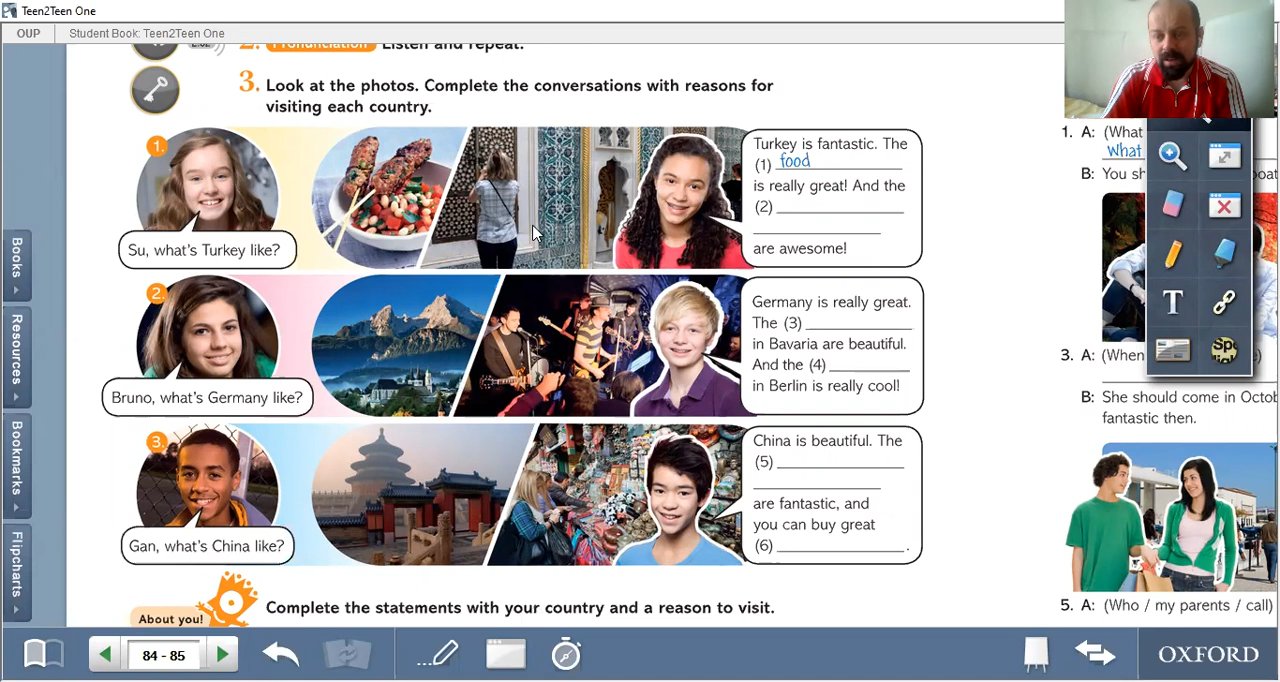 Teen2Teen One
OUP
Student Book: Teen2Teen One
2. Pronunciation Listen and repeat.
3. Look at the photos. Complete the conversations with reasons for
visiting each country.
1.
Su, what's Turkey like?
Turkey is fantastic. The
(1) food
is really great! And the
(2)
are awesome!
2.
Bruno, what's Germany like?
Germany is really great.
The (3)
in Bavaria are beautiful.
And the (4)
in Berlin is really cool!
3.
Gan, what's China like?
China is beautiful. The
(5)
are fantastic, and
you can buy great
(6) .
About you!
Complete the statements with your country and a reason to visit.
1. A: (What
What
B: You sh
3. A: (When
B: She should come in Octob
fantastic then.
5. A: (Who / my parents / call)
Books
Resources
Bookmarks
Flipcharts
T
84 - 85
OXFORD